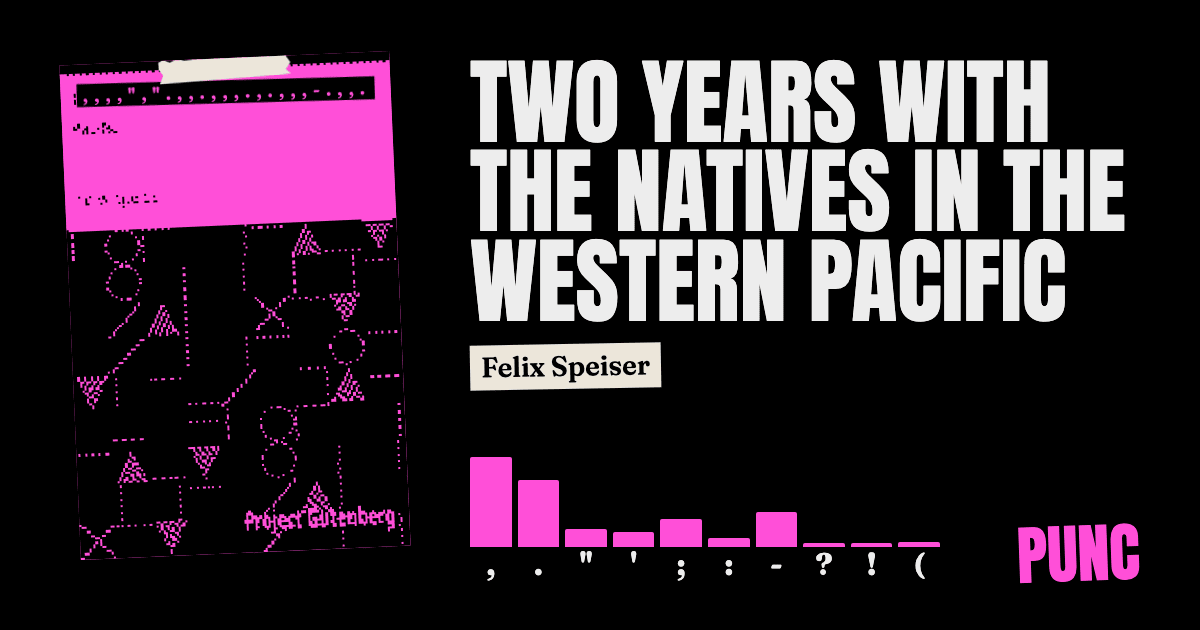 ,,,,",".,,.,,,.,.,,,-.,,.
TWO YEARS WITH
THE NATIVES IN THE
WESTERN PACIFIC
Felix Speiser
Project Gutenberg
, . " ' ; : - ? ! (
PUNC